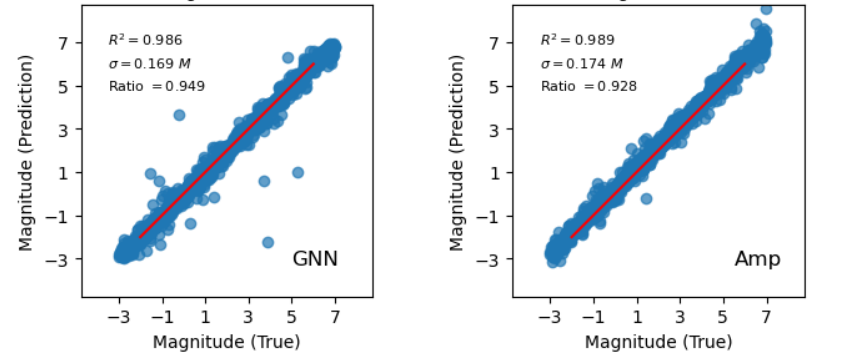 R² = 0.986
σ = 0.169 M
Ratio = 0.949
7
5
3
1
−1
−3
Magnitude (Prediction)
GNN
−3 −1 1 3 5 7
Magnitude (True)
R² = 0.989
σ = 0.174 M
Ratio = 0.928
7
5
3
1
−1
−3
Magnitude (Prediction)
Amp
−3 −1 1 3 5 7
Magnitude (True)